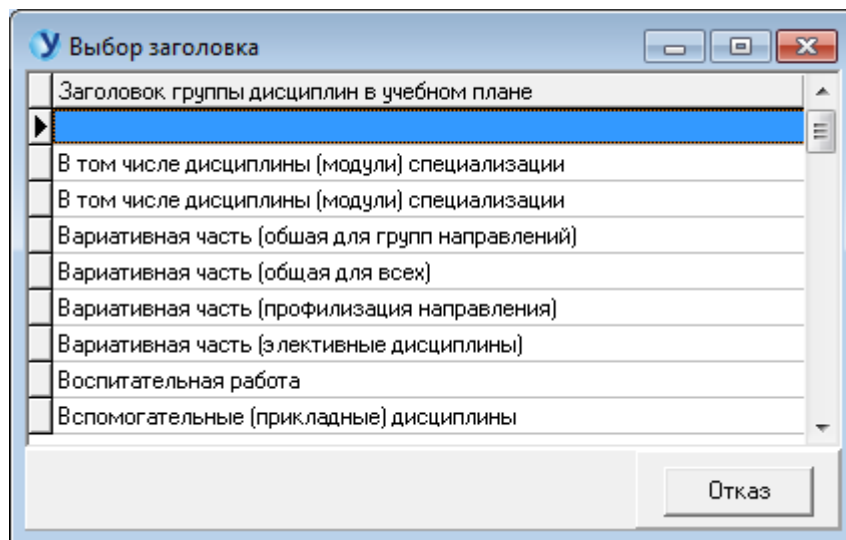 Выбор заголовка
Заголовок группы дисциплин в учебном плане
В том числе дисциплины (модули) специализации
В том числе дисциплины (модули) специализации
Вариативная часть (обшая для групп направлений)
Вариативная часть (общая для всех)
Вариативная часть (профилизация направления)
Вариативная часть (элективные дисциплины)
Воспитательная работа
Вспомогательные (прикладные) дисциплины
Отказ